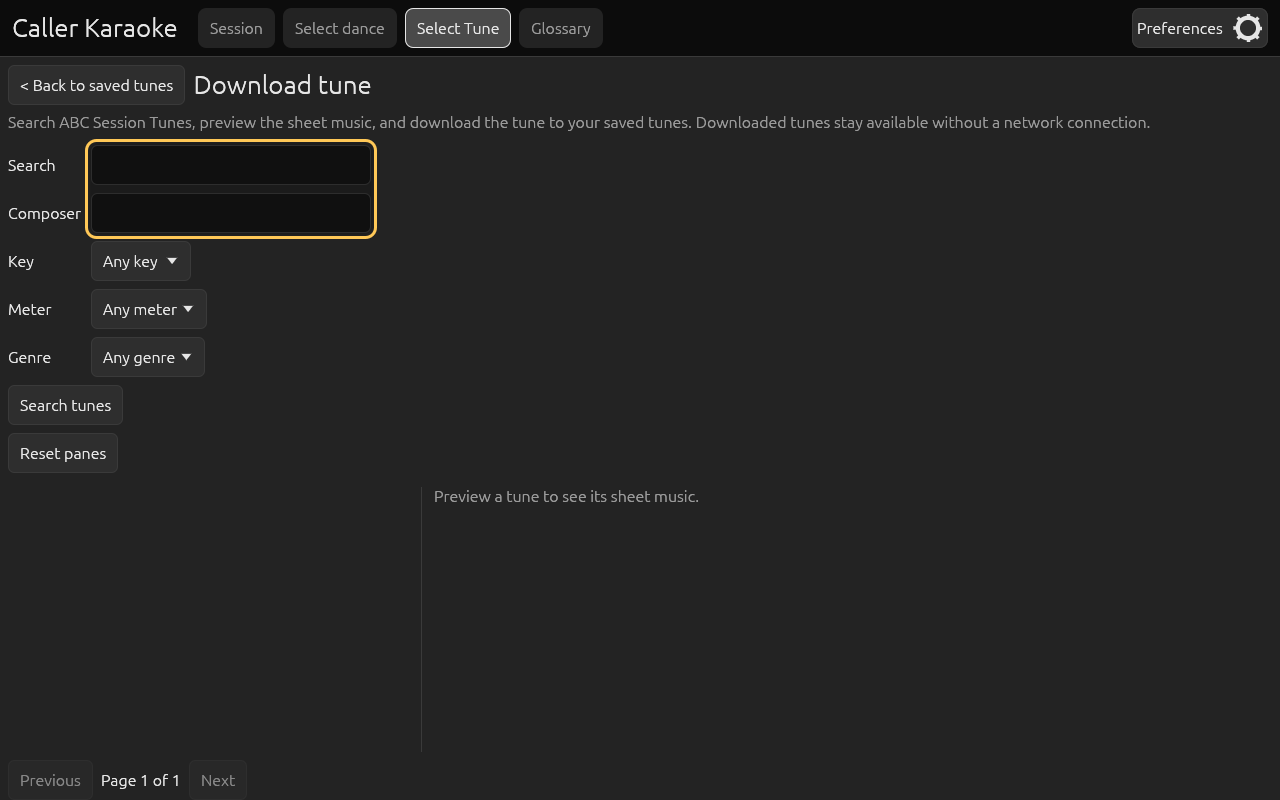 Caller Karaoke Session Select dance Select Tune Glossary Preferences
< Back to saved tunes Download tune
Search ABC Session Tunes, preview the sheet music, and download the tune to your saved tunes. Downloaded tunes stay available without a network connection.
Search
Composer
Key Any key
Meter Any meter
Genre Any genre
Search tunes
Reset panes
Preview a tune to see its sheet music.
Previous Page 1 of 1 Next